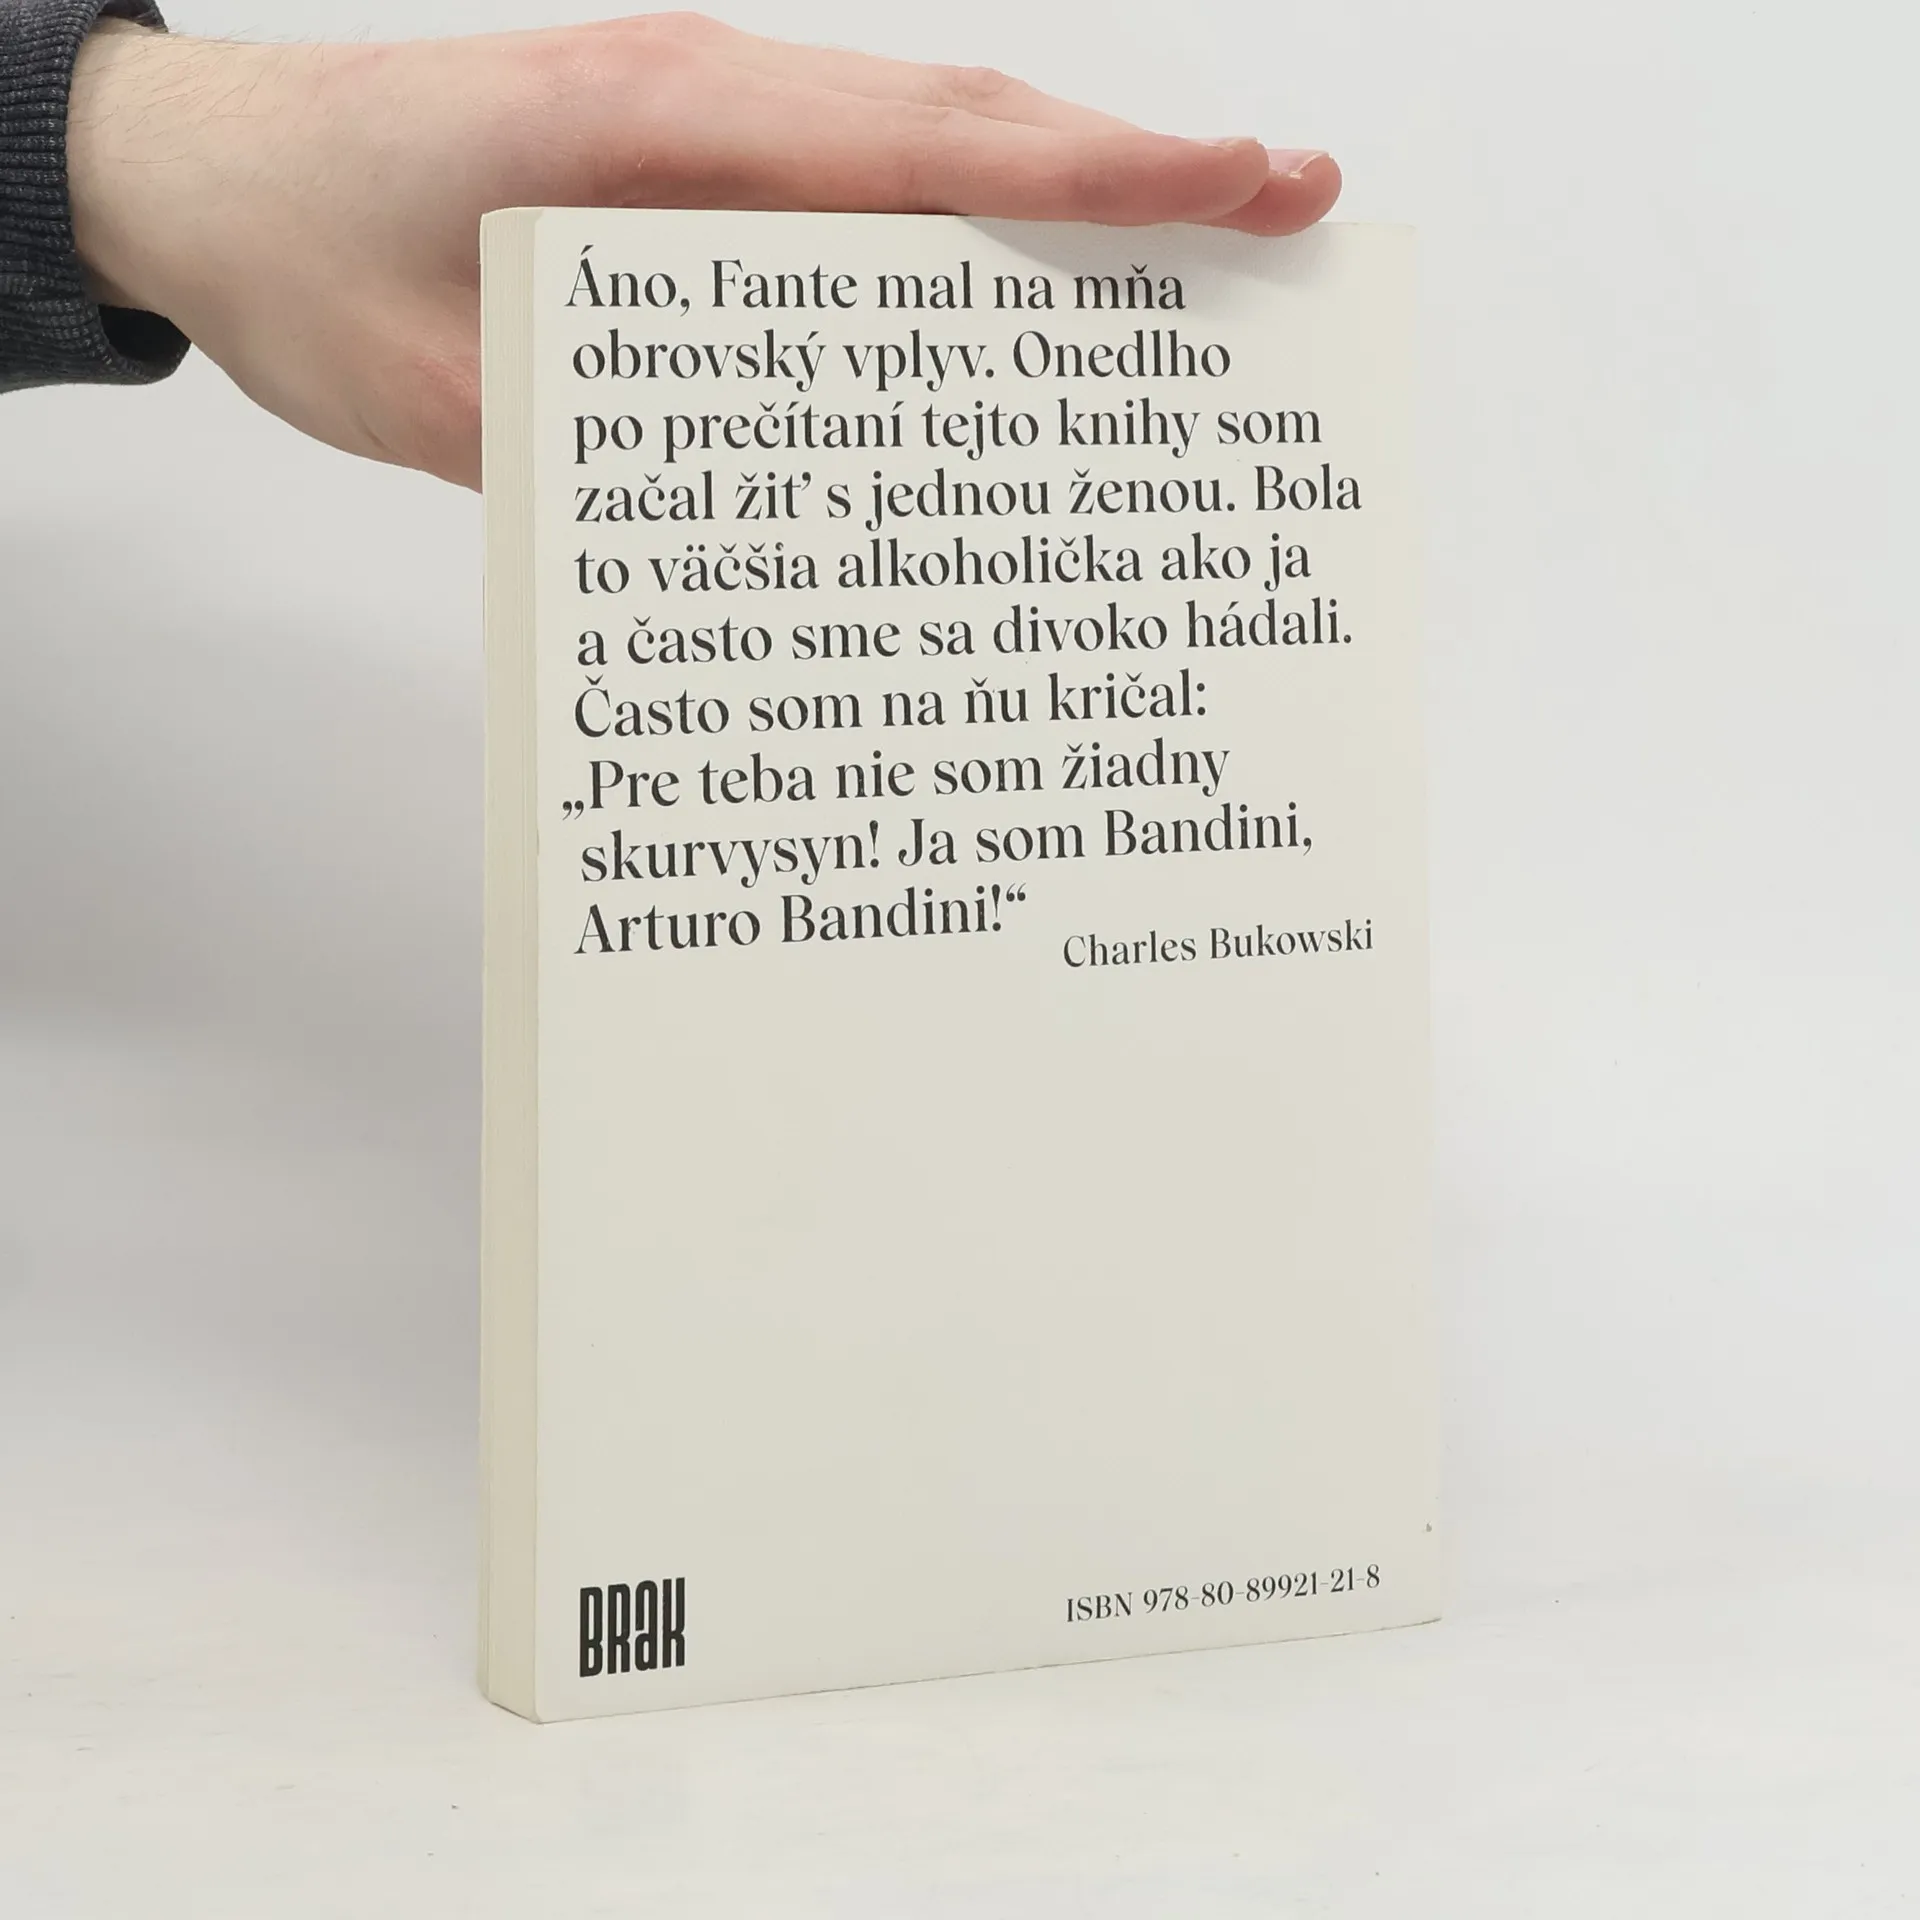 Áno, Fante mal na mňa
obrovský vplyv. Onedlho
po prečítaní tejto knihy som
začal žiť s jednou ženou. Bola
to väčšia alkoholička ako ja
a často sme sa divoko hádali.
Často som na ňu kričal:
„Pre teba nie som žiadny
skurvysyn! Ja som Bandini,
Arturo Bandini!“
Charles Bukowski
BRaK
ISBN 978-80-89921-21-8